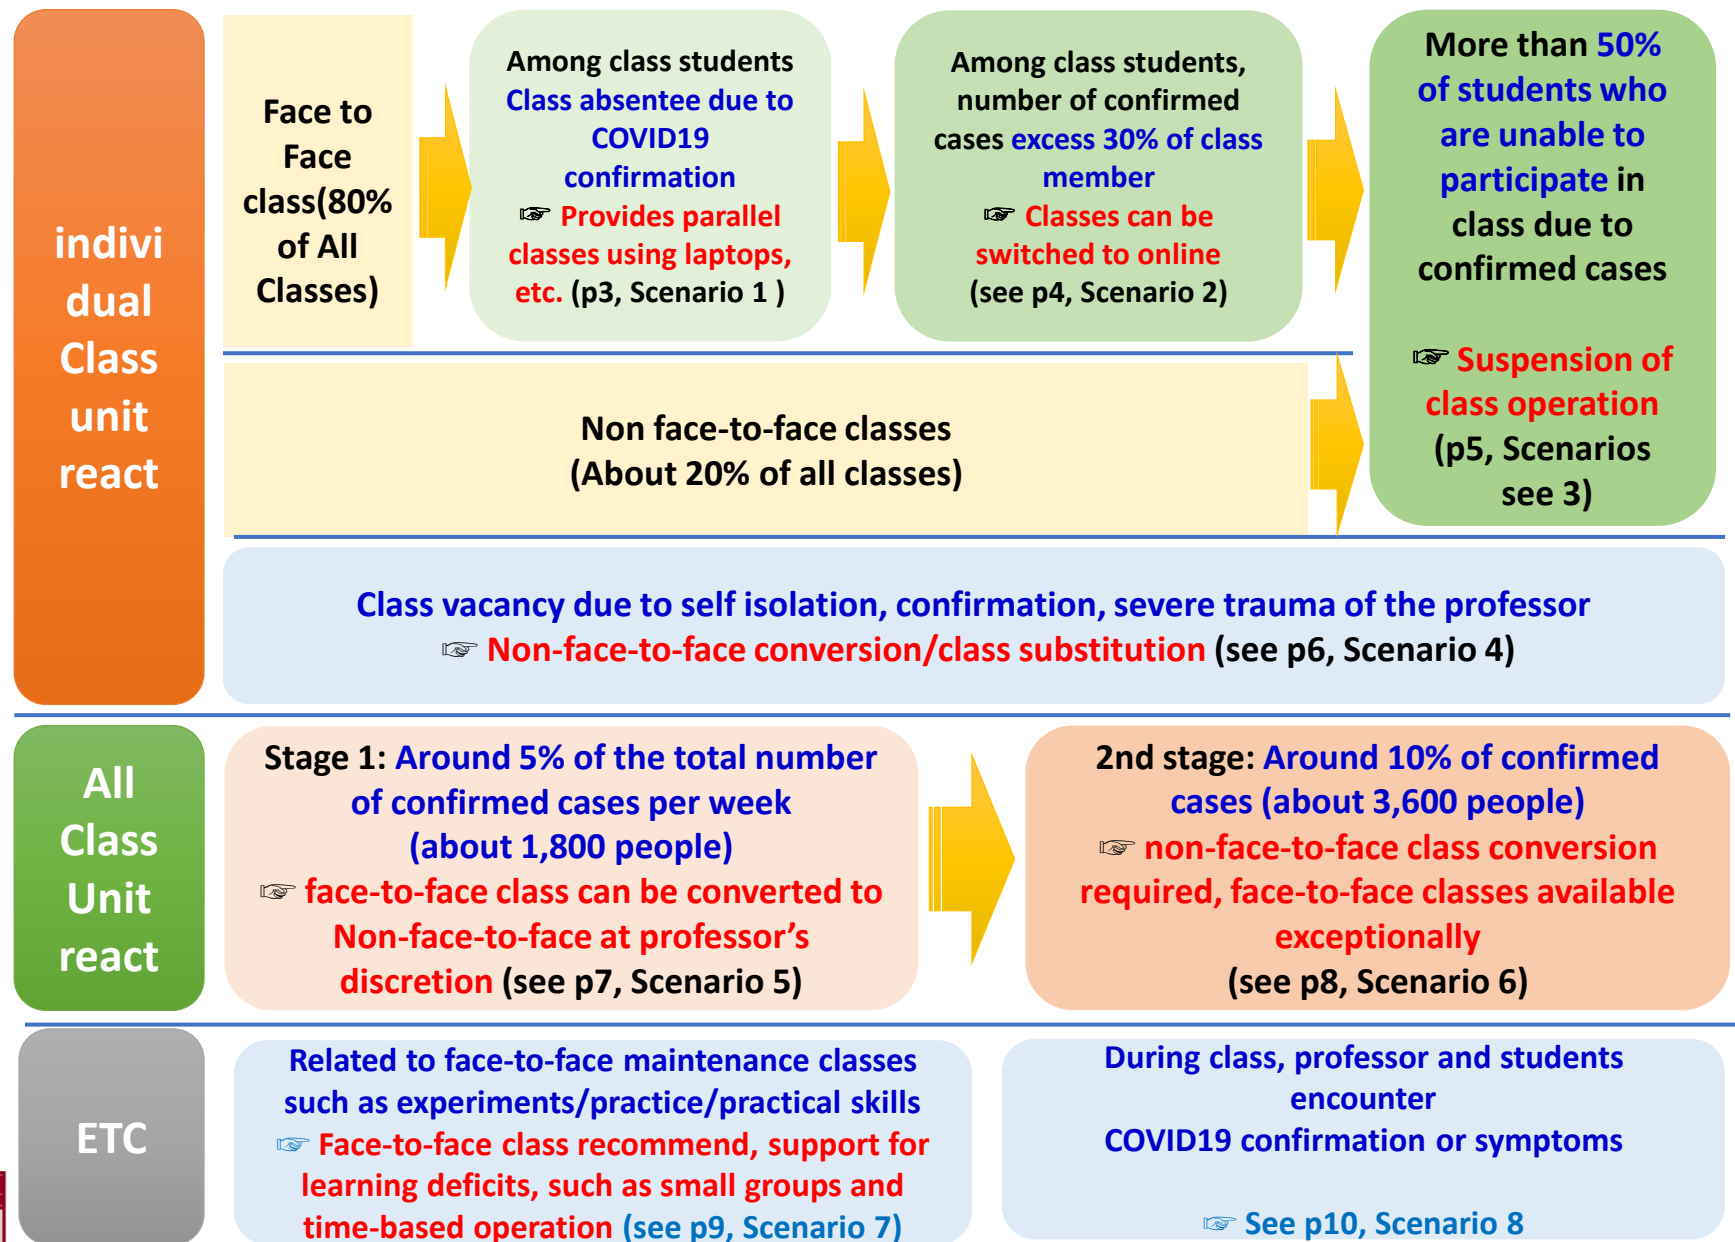 indivi
dual
Class
unit
react
Face to
Face
class(80%
of All
Classes)
Among class students
Class absentee due to
COVID19
confirmation
☞ Provides parallel
classes using laptops,
etc. (p3, Scenario 1 )
Among class students,
number of confirmed
cases excess 30% of class
member
☞ Classes can be
switched to online
(see p4, Scenario 2)
More than 50%
of students who
are unable to
participate in
class due to
confirmed cases
☞ Suspension of
class operation
(p5, Scenarios
see 3)
Non face-to-face classes
(About 20% of all classes)
Class vacancy due to self isolation, confirmation, severe trauma of the professor
☞ Non-face-to-face conversion/class substitution (see p6, Scenario 4)
All
Class
Unit
react
Stage 1: Around 5% of the total number
of confirmed cases per week
(about 1,800 people)
☞ face-to-face class can be converted to
Non-face-to-face at professor's
discretion (see p7, Scenario 5)
2nd stage: Around 10% of confirmed
cases (about 3,600 people)
☞ non-face-to-face class conversion
required, face-to-face classes available
exceptionally
(see p8, Scenario 6)
ETC
Related to face-to-face maintenance classes
such as experiments/practice/practical skills
☞ Face-to-face class recommend, support for
learning deficits, such as small groups and
time-based operation (see p9, Scenario 7)
During class, professor and students
encounter
COVID19 confirmation or symptoms
☞ See p10, Scenario 8